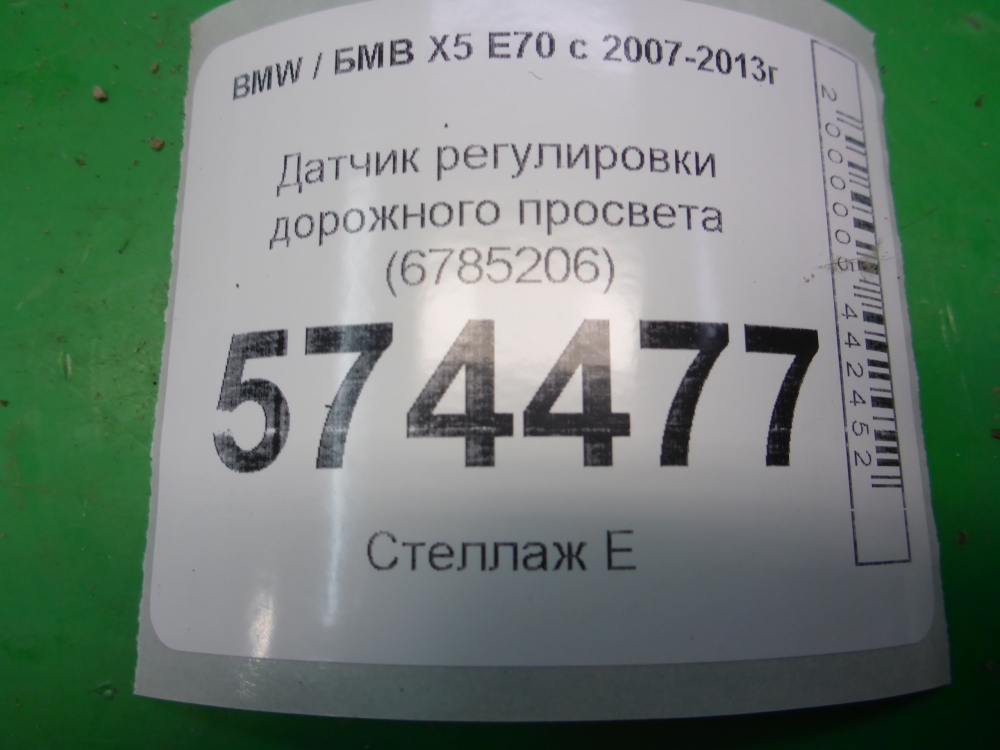 BMW / БМВ X5 E70 с 2007-2013г
Датчик регулировки
дорожного просвета
(6785206)
574477
Стеллаж Е
2000005442452